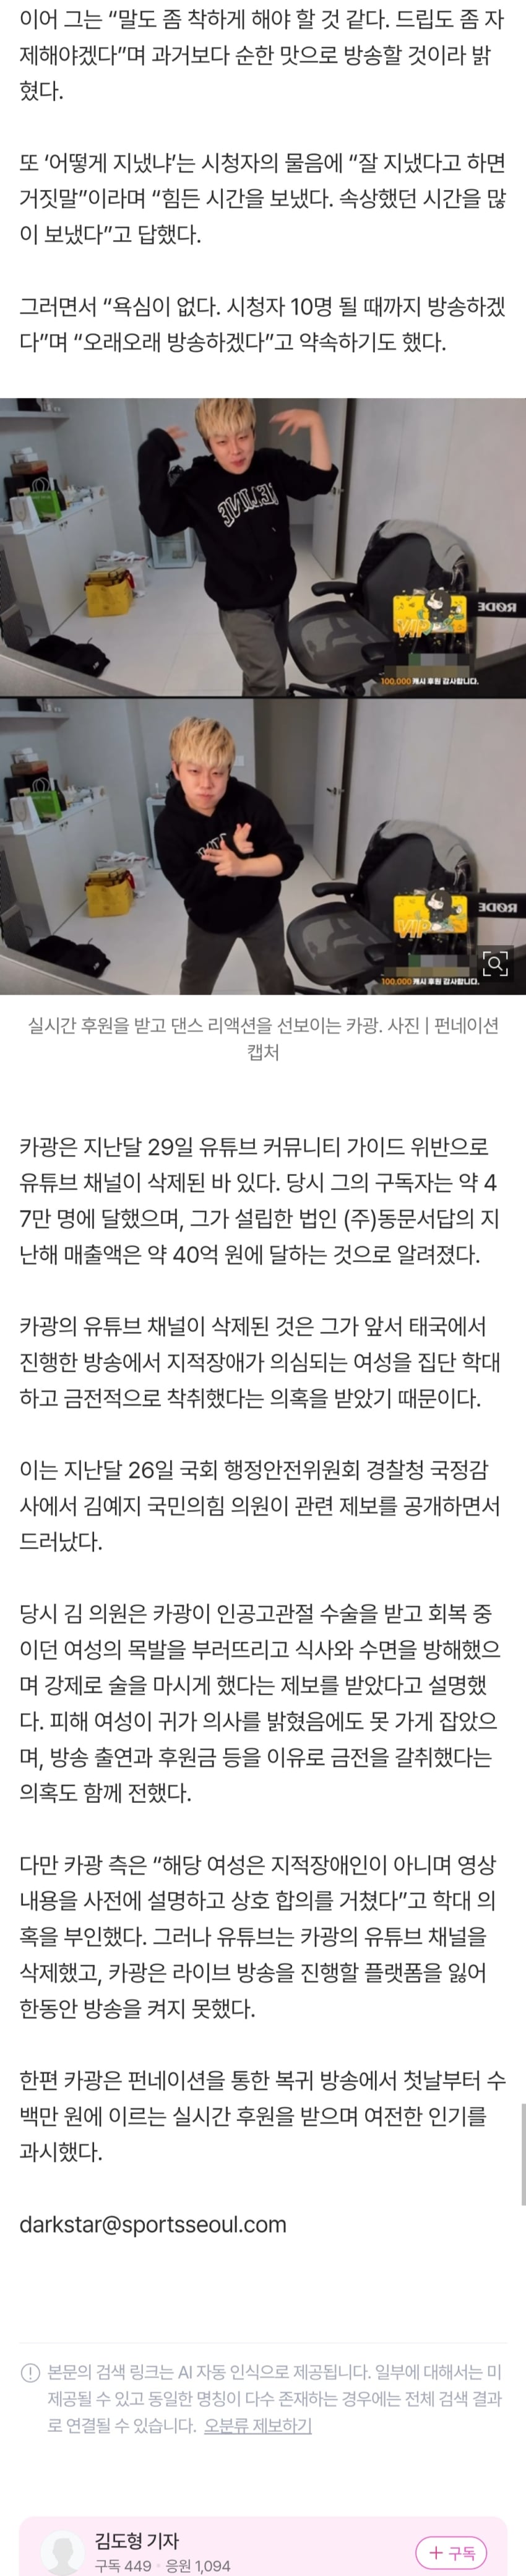 이어 그는 “말도 좀 착하게 해야 할 것 같다. 드립도 좀 자
제해야겠다”며 과거보다 순한 맛으로 방송할 것이라 밝
혔다.
또 ‘어떻게 지냈냐’는 시청자의 물음에 “잘 지냈다고 하면
거짓말”이라며 “힘든 시간을 보냈다. 속상했던 시간을 많
이 보냈다”고 답했다.
그러면서 “욕심이 없다. 시청자 10명 될 때까지 방송하겠
다”며 “오래오래 방송하겠다”고 약속하기도 했다.
VIP
RODE
100,000 캐시 후원 감사합니다.
VIP
RODE
100,000 캐시 후원 감사합니다.
실시간 후원을 받고 댄스 리액션을 선보이는 카광. 사진 | 펀네이션
캡처
카광은 지난달 29일 유튜브 커뮤니티 가이드 위반으로
유튜브 채널이 삭제된 바 있다. 당시 그의 구독자는 약 4
7만 명에 달했으며, 그가 설립한 법인 (주)동문서답의 지
난해 매출액은 약 40억 원에 달하는 것으로 알려졌다.
카광의 유튜브 채널이 삭제된 것은 그가 앞서 태국에서
진행한 방송에서 지적장애가 의심되는 여성을 집단 학대
하고 금전적으로 착취했다는 의혹을 받았기 때문이다.
이는 지난달 26일 국회 행정안전위원회 경찰청 국정감
사에서 김예지 국민의힘 의원이 관련 제보를 공개하면서
드러났다.
당시 김 의원은 카광이 인공고관절 수술을 받고 회복 중
이던 여성의 목발을 부러뜨리고 식사와 수면을 방해했으
며 강제로 술을 마시게 했다는 제보를 받았다고 설명했
다. 피해 여성이 귀가 의사를 밝혔음에도 못 가게 잡았으
며, 방송 출연과 후원금 등을 이유로 금전을 갈취했다는
의혹도 함께 전했다.
다만 카광 측은 “해당 여성은 지적장애인이 아니며 영상
내용을 사전에 설명하고 상호 합의를 거쳤다”고 학대 의
혹을 부인했다. 그러나 유튜브는 카광의 유튜브 채널을
삭제했고, 카광은 라이브 방송을 진행할 플랫폼을 잃어
한동안 방송을 켜지 못했다.
한편 카광은 펀네이션을 통한 복귀 방송에서 첫날부터 수
백만 원에 이르는 실시간 후원을 받으며 여전한 인기를
과시했다.
darkstar@sportsseoul.com
본문의 검색 링크는 AI 자동 인식으로 제공됩니다. 일부에 대해서는 미
제공될 수 있고 동일한 명칭이 다수 존재하는 경우에는 전체 검색 결과
로 연결될 수 있습니다. 오분류 제보하기
김도형 기자
구독 449 · 응원 1,094
+ 구독